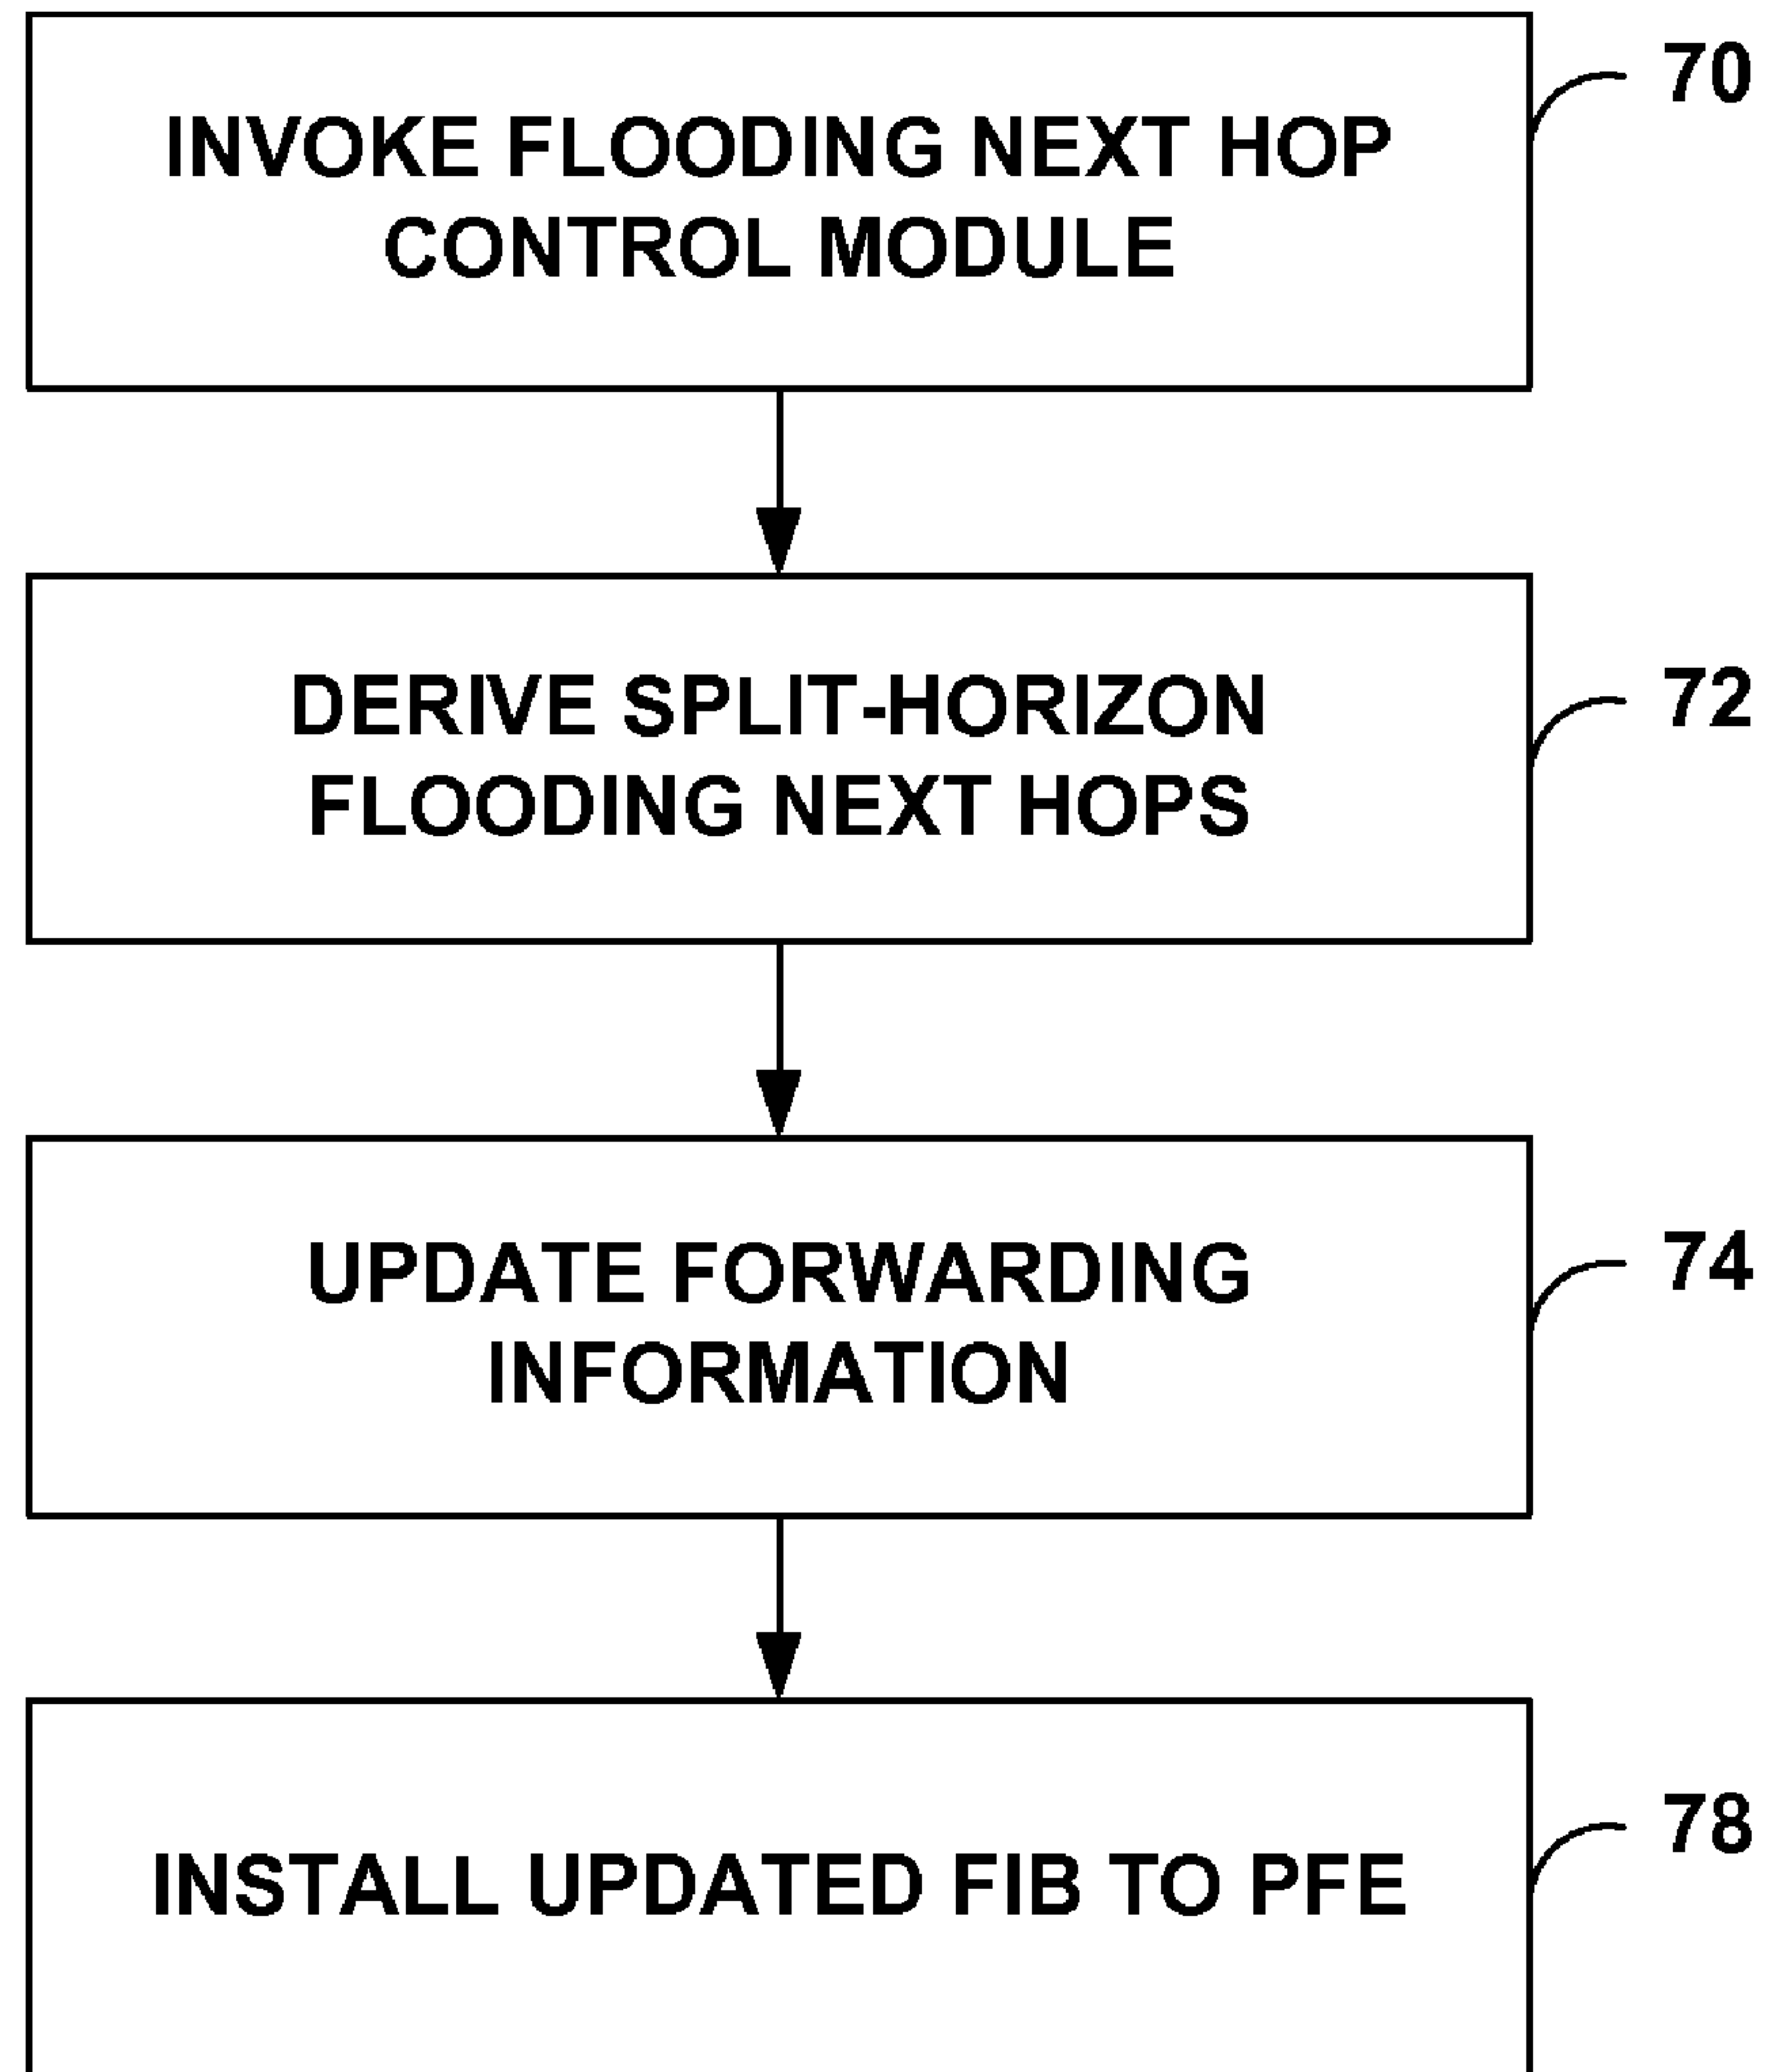 INVOKE FLOODING NEXT HOP
CONTROL MODULE
70
DERIVE SPLIT-HORIZON
FLOODING NEXT HOPS
72
UPDATE FORWARDING
INFORMATION
74
INSTALL UPDATED FIB TO PFE
78